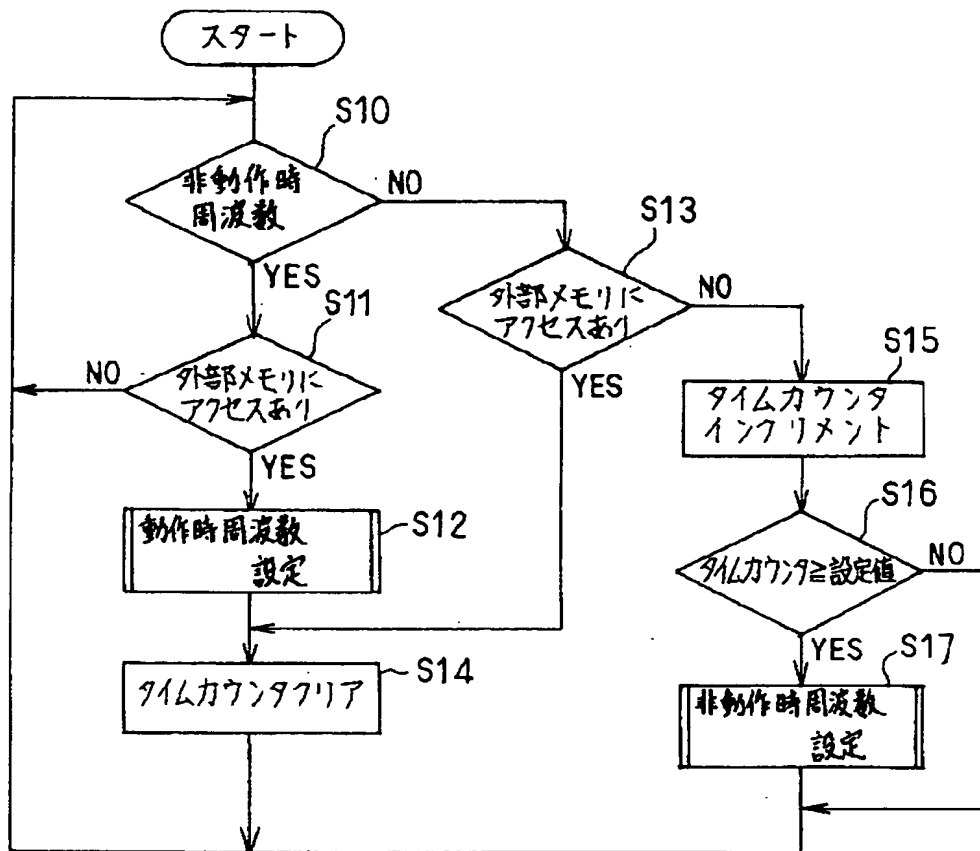 スタート
S10
非動作時
周波数
NO
YES
S13
外部メモリに
アクセスあり
NO
YES
S11
外部メモリに
アクセスあり
NO
YES
S15
タイムカウンタ
インクリメント
S12
動作時周波数
設定
S16
タイムカウンタ≧設定値
NO
YES
S14
タイムカウンタクリア
S17
非動作時周波数
設定